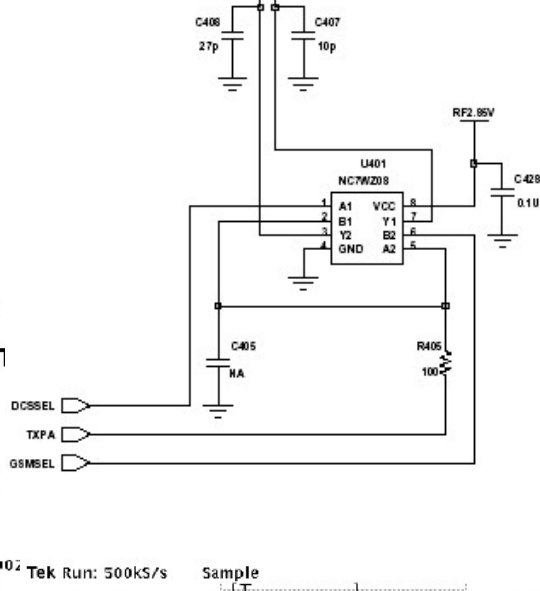 C408 C407
27p 10p
RF2.85V
U401
NC7WZ08
C428
0.1U
1 A1 VCC 8
2 B1 Y1 7
3 Y2 B2 6
4 GND A2 5
C405 R405
NA 100
DCSSEL
TXPA
GSMSEL
Tek Run: 500kS/s Sample